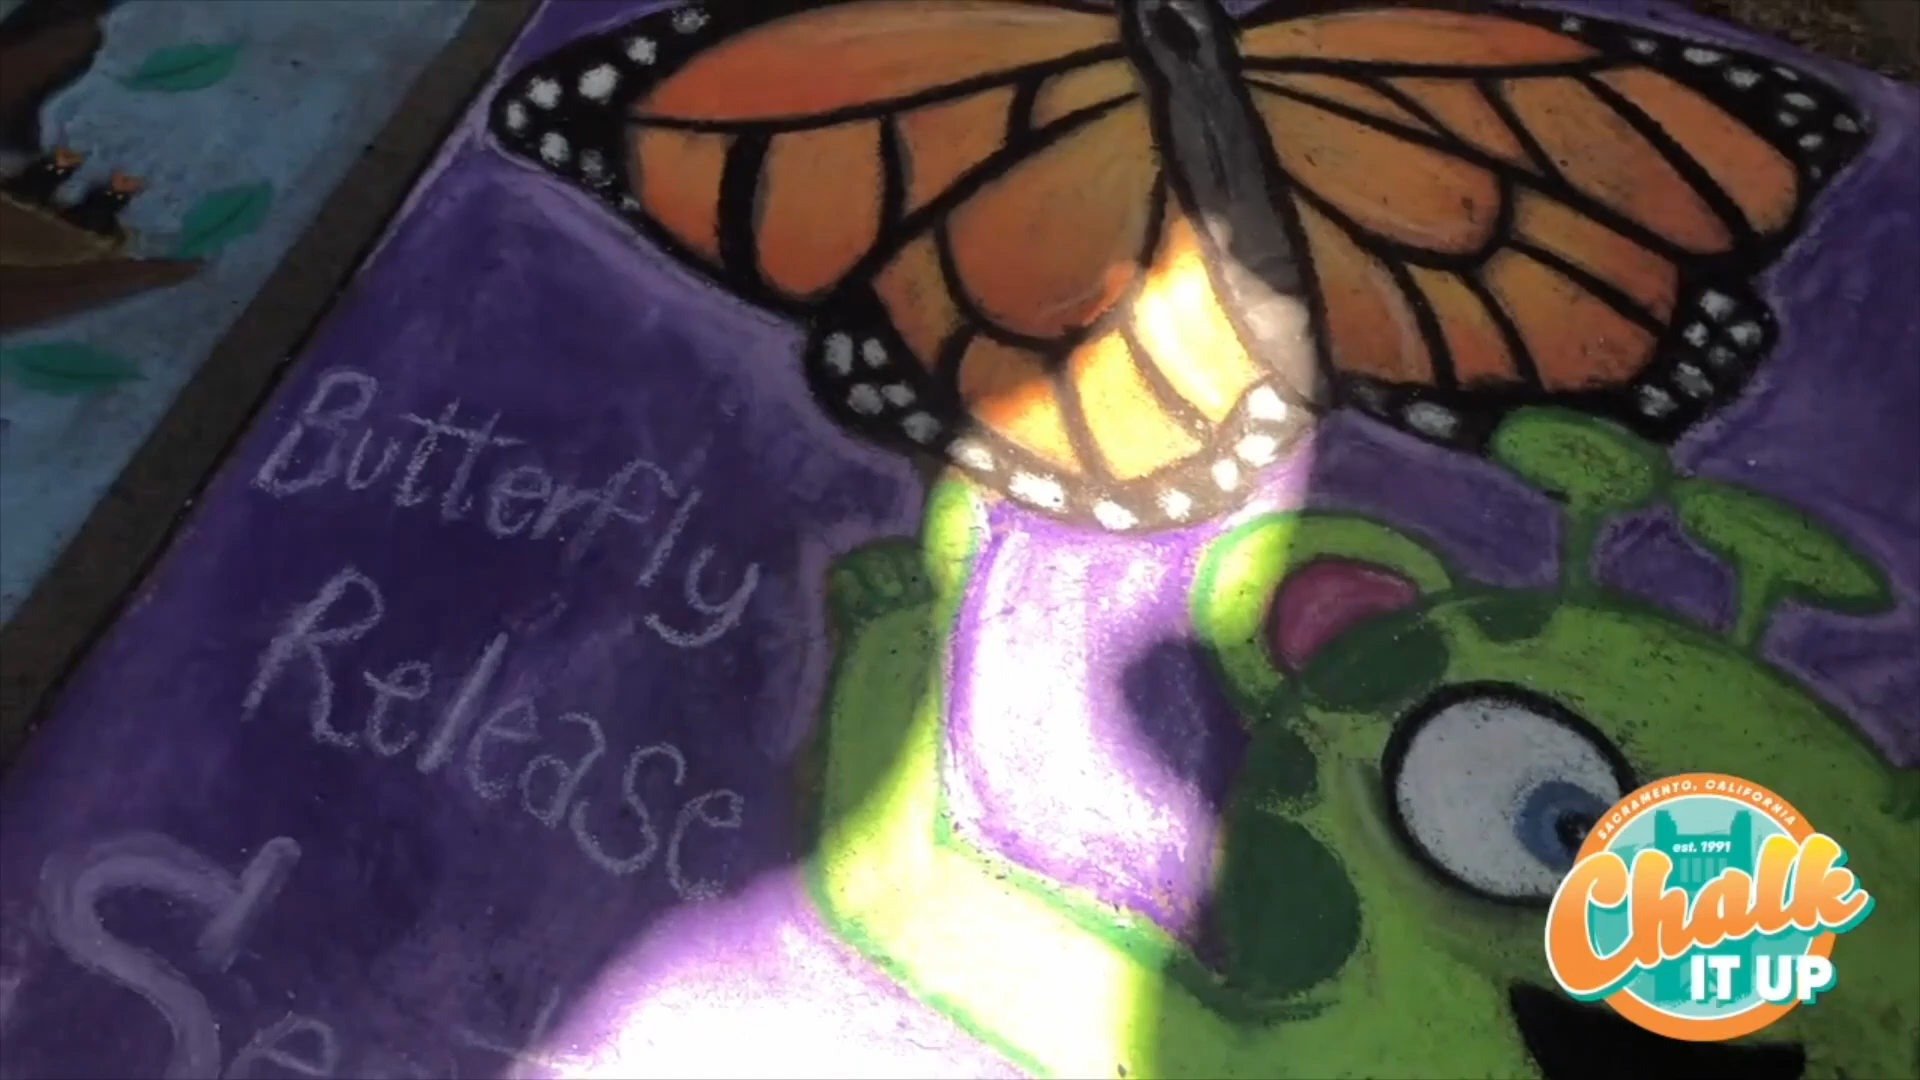 Butterfly
Release
SACRAMENTO, CALIFORNIA
est. 1991
Chalk
IT UP